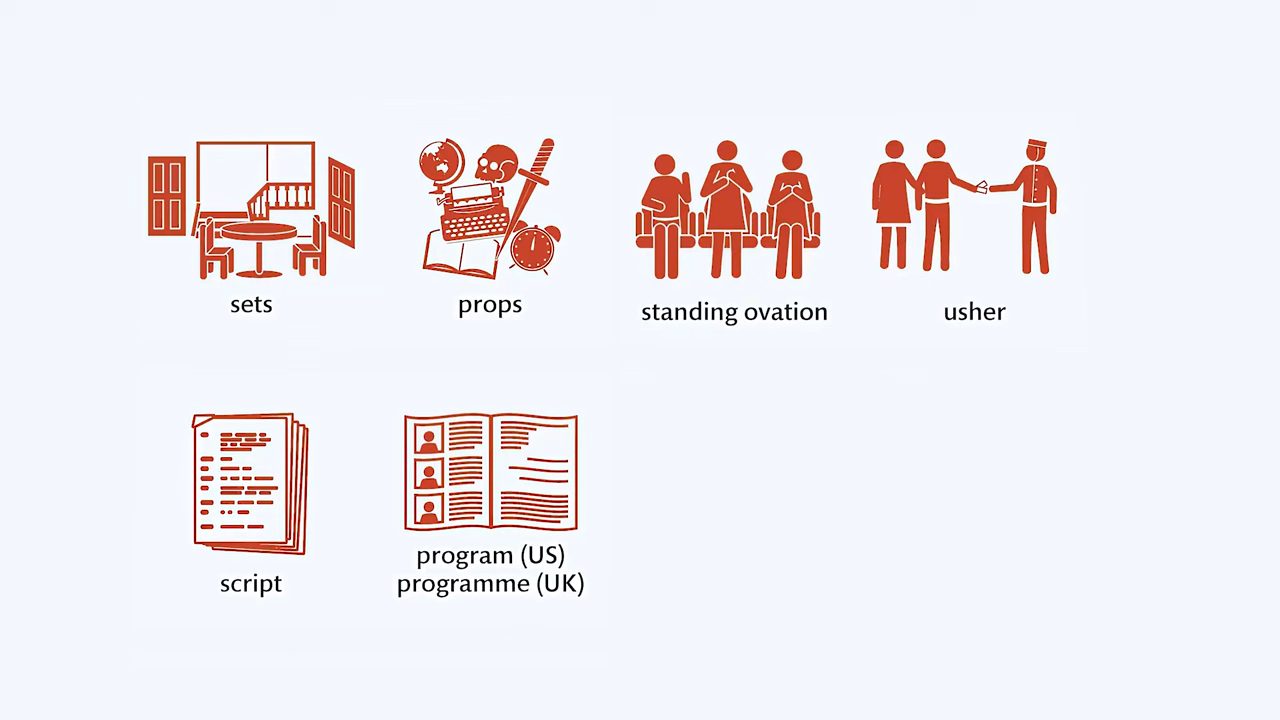 sets
props
standing ovation
usher
script
program (US)
programme (UK)